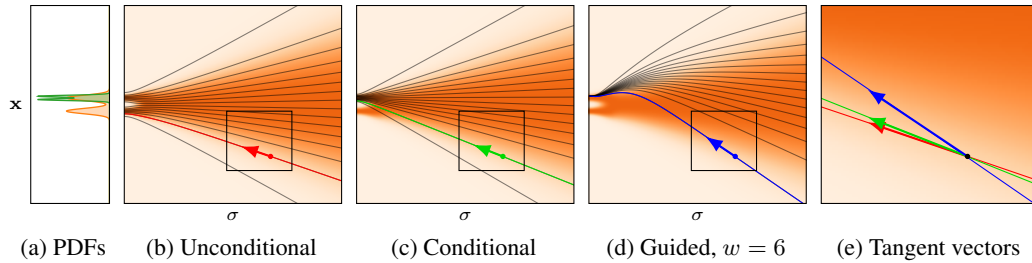 x
σ
σ
σ
(a) PDFs
(b) Unconditional
(c) Conditional
(d) Guided, w = 6
(e) Tangent vectors